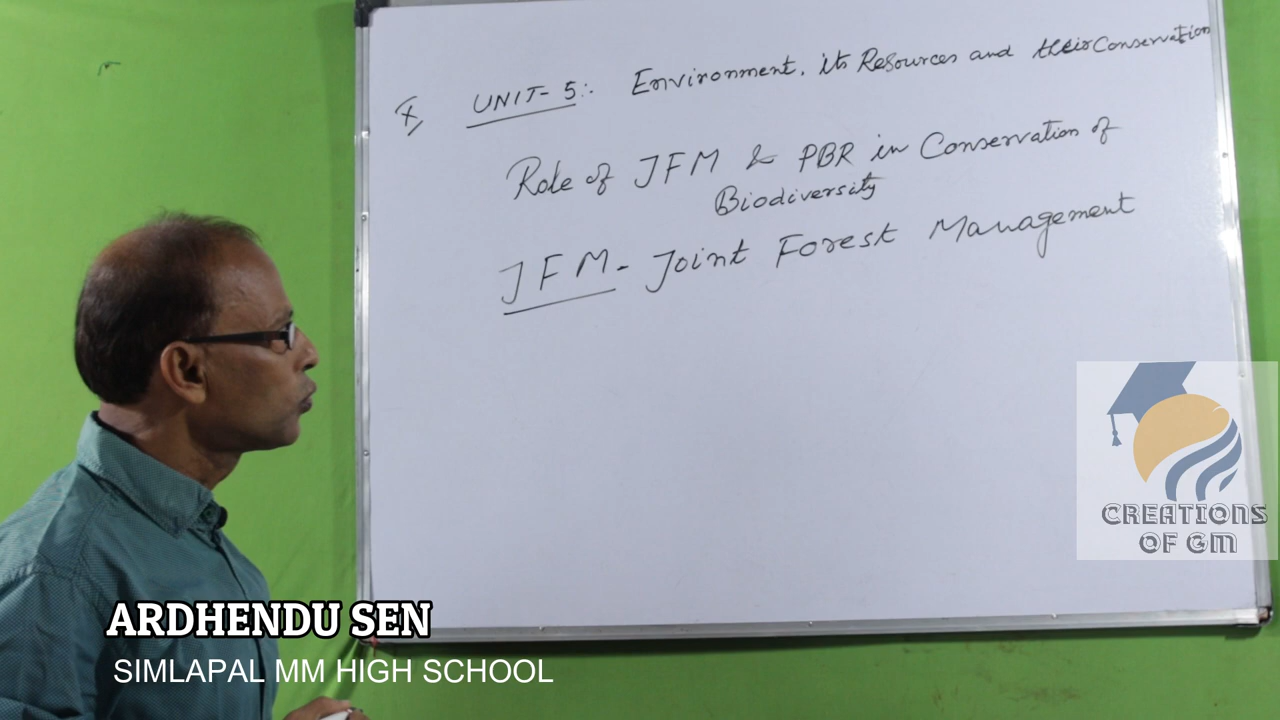 X, UNIT-5:. Environment, its Resources and their Conservation
Role of JFM & PBR in Conservation of
Biodiversity
JFM - Joint Forest Management
CREATIONS
OF GM
ARDHENDU SEN
SIMLAPAL MM HIGH SCHOOL